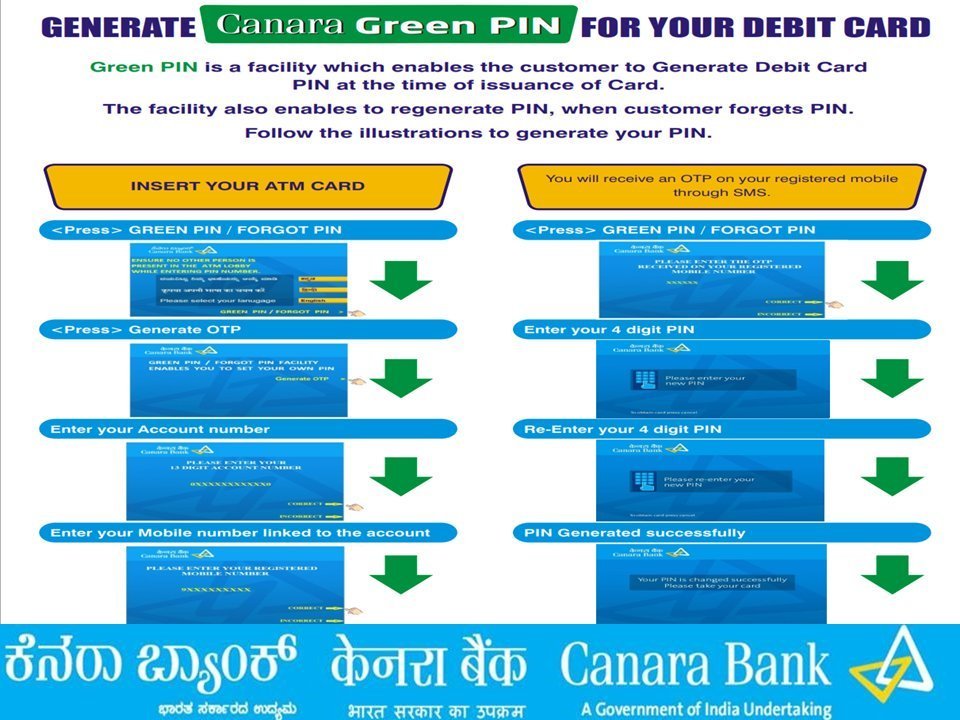 GENERATE Canara Green PIN FOR YOUR DEBIT CARD
Green PIN is a facility which enables the customer to Generate Debit Card
PIN at the time of issuance of Card.
The facility also enables to regenerate PIN, when customer forgets PIN.
Follow the illustrations to generate your PIN.
INSERT YOUR ATM CARD
<Press> GREEN PIN / FORGOT PIN
ಕೆನರಾ ಬ್ಯಾಂಕ್
Canara Bank
ENSURE NO OTHER PERSON IS
PRESENT IN THE ATM LOBBY
WHILE ENTERING PIN NUMBER.
ದಯವಿಟ್ಟು ನಿಮ್ಮ ಭಾಷೆಯನ್ನು ಆಯ್ಕೆ ಮಾಡಿ
ಕನ್ನಡ
कृपया अपनी भाषा का चयन करें
हिन्दी
Please select your lanugage
English
GREEN PIN / FORGOT PIN >
<Press> Generate OTP
केनरा बैंक
Canara Bank
GREEN PIN / FORGOT PIN FACILITY
ENABLES YOU TO SET YOUR OWN PIN
Generate OTP
Enter your Account number
केनरा बैंक
Canara Bank
PLEASE ENTER YOUR
13 DIGIT ACCOUNT NUMBER
0XXXXXXXXXXX0
CORRECT
INCORRECT
Enter your Mobile number linked to the account
केनरा बैंक
Canara Bank
PLEASE ENTER YOUR REGISTERED
MOBILE NUMBER
9XXXXXXXXX
CORRECT
INCORRECT
You will receive an OTP on your registered mobile
through SMS.
<Press> GREEN PIN / FORGOT PIN
केनरा बैंक
Canara Bank
PLEASE ENTER THE OTP
RECEIVED ON YOUR REGISTERED
MOBILE NUMBER
XXXXXX
CORRECT
INCORRECT
Enter your 4 digit PIN
केनरा बैंक
Canara Bank
Please enter your
new PIN
To obtain card press cancel
Re-Enter your 4 digit PIN
केनरा बैंक
Canara Bank
Please re-enter your
new PIN
To obtain card press cancel
PIN Generated successfully
केनरा बैंक
Canara Bank
Your PIN is changed successfully
Please take your card
ಕೆನರಾ ಬ್ಯಾಂಕ್ केनरा बैंक Canara Bank
ಭಾರತ ಸರ್ಕಾರದ ಉದ್ಯಮ भारत सरकार का उपक्रम A Government of India Undertaking